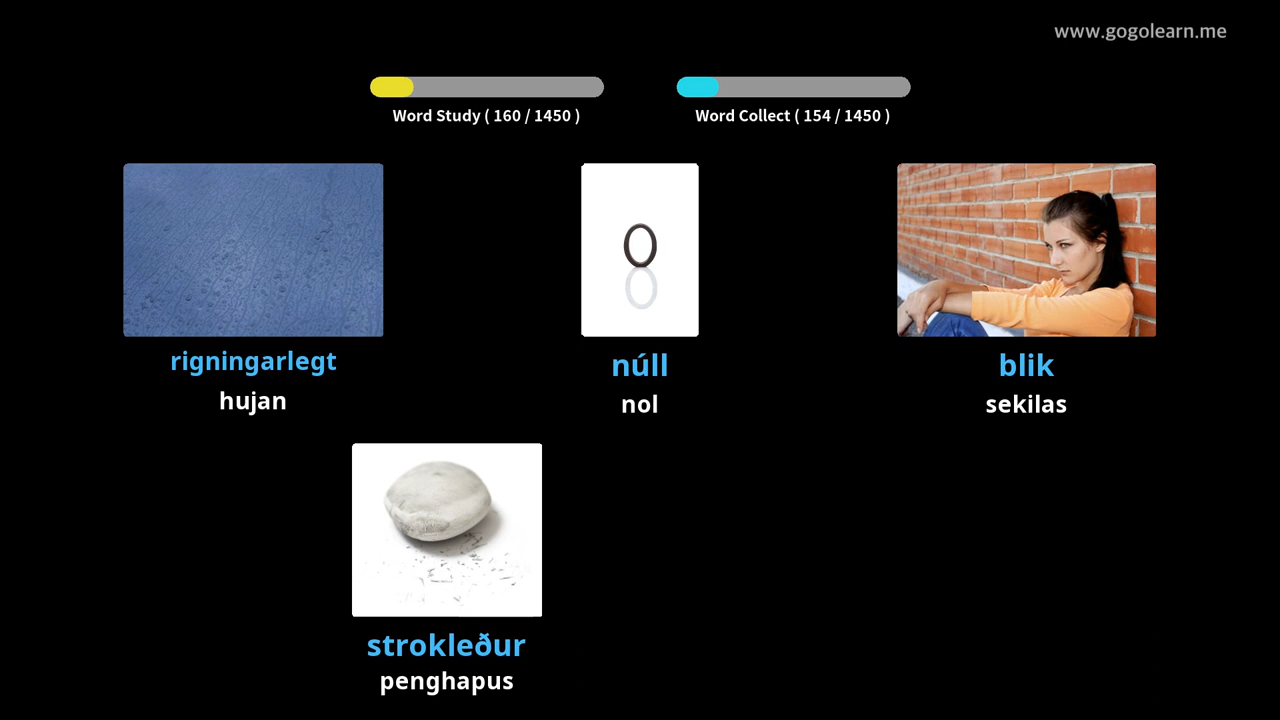 www.gogolearn.me
Word Study ( 160 / 1450 )
Word Collect ( 154 / 1450 )
rigningarlegt
hujan
núll
nol
blik
sekilas
strokleður
penghapus